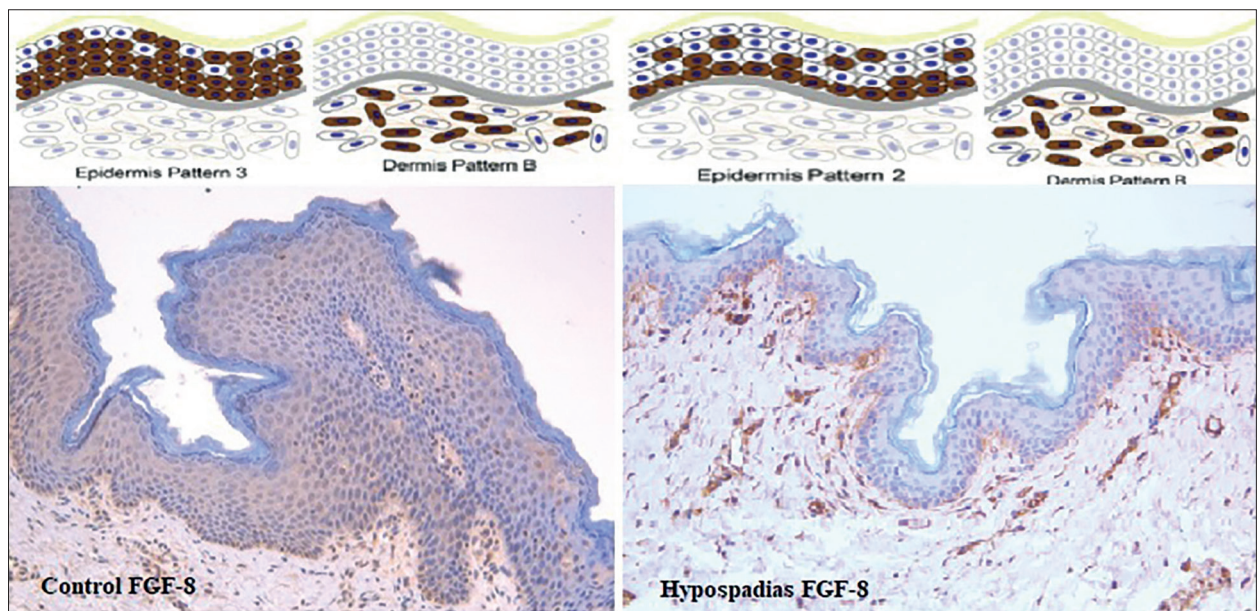 Epidermis Pattern 3
Dermis Pattern B
Epidermis Pattern 2
Dermis Pattern B
Control FGF-8
Hypospadias FGF-8